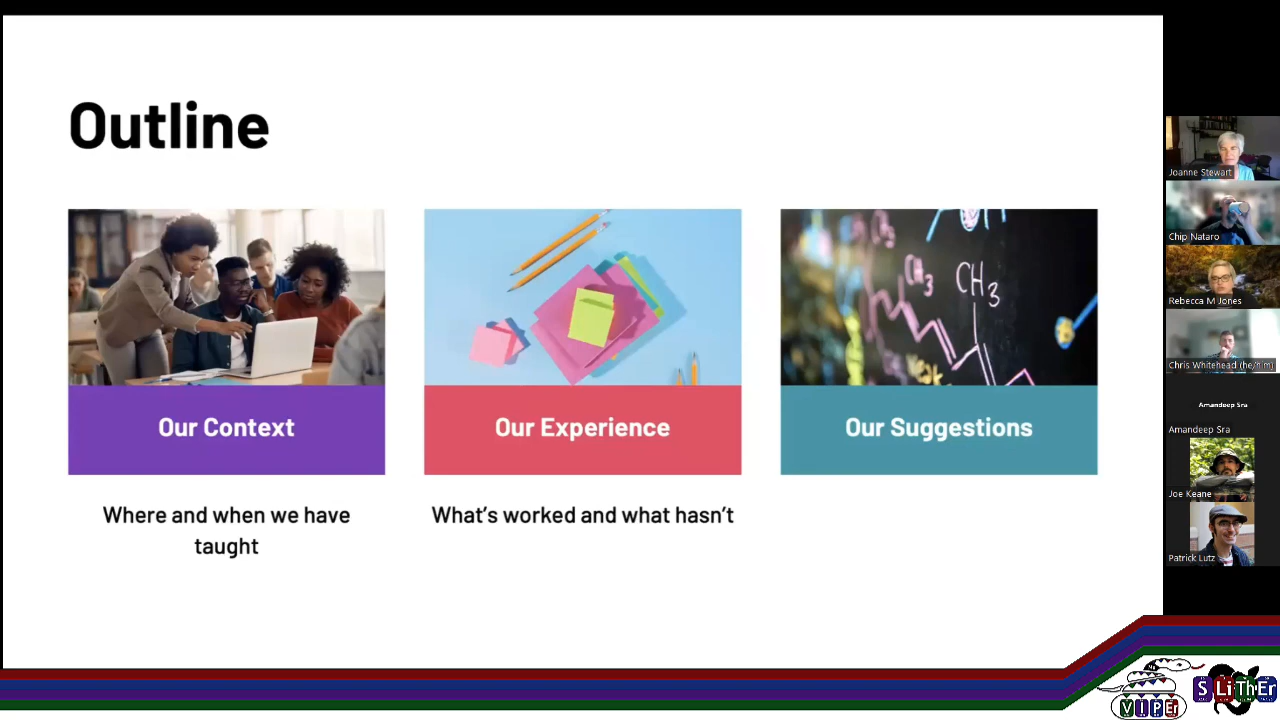 Outline
CH3
CH3
Our Context
Our Experience
Our Suggestions
Where and when we have
taught
What's worked and what hasn't
Joanne Stewart
Chip Nataro
Rebecca M Jones
Chris Whitehead (he/him)
Amandeep Sra
Amandeep Sra
Joe Keane
Patrick Lutz
VIPEr
SLiThEr